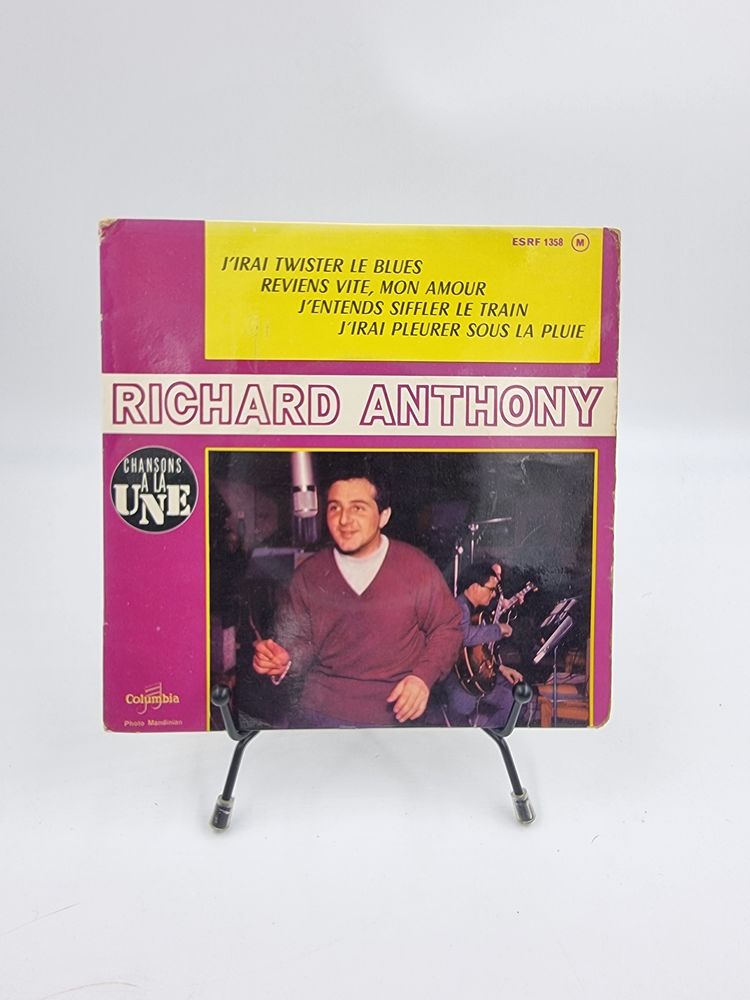 ESRF 1358 M
J'IRAI TWISTER LE BLUES
REVIENS VITE, MON AMOUR
J'ENTENDS SIFFLER LE TRAIN
J'IRAI PLEURER SOUS LA PLUIE
RICHARD ANTHONY
CHANSONS
A LA
UNE
Columbia
Photo Mandinian